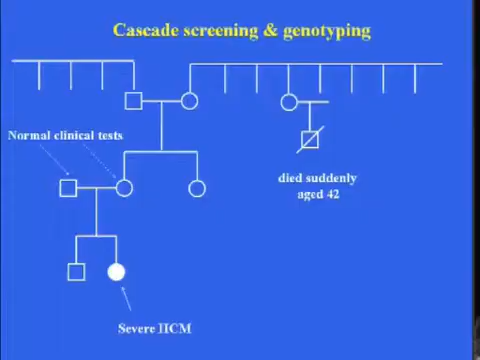 Cascade screening & genotyping
Normal clinical tests
died suddenly
aged 42
Severe HCM